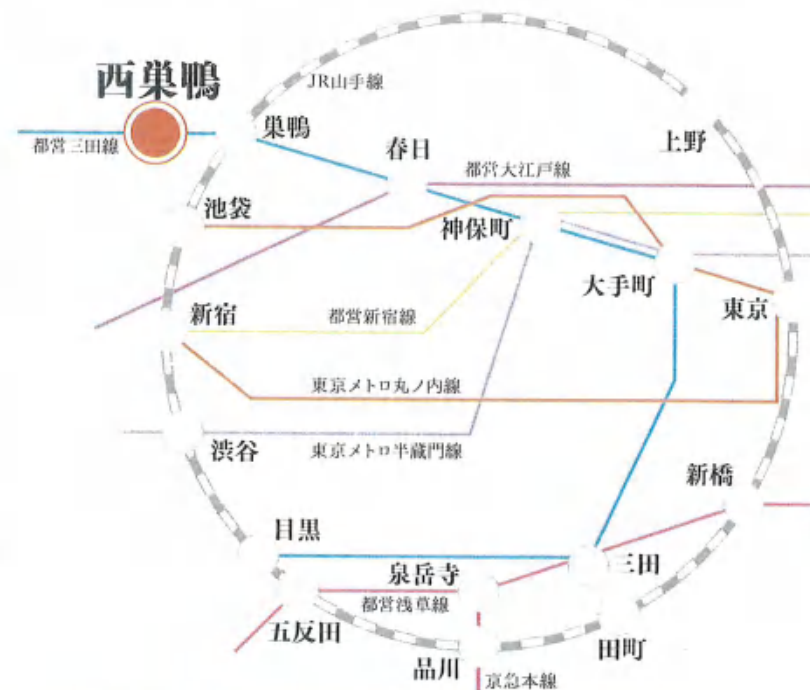 JR山手線
西巣鴨
巣鴨
都営三田線
春日
上野
都営大江戸線
池袋
神保町
大手町
東京
新宿
都営新宿線
東京メトロ丸ノ内線
渋谷
東京メトロ半蔵門線
新橋
目黒
三田
泉岳寺
都営浅草線
五反田
田町
品川
京急本線